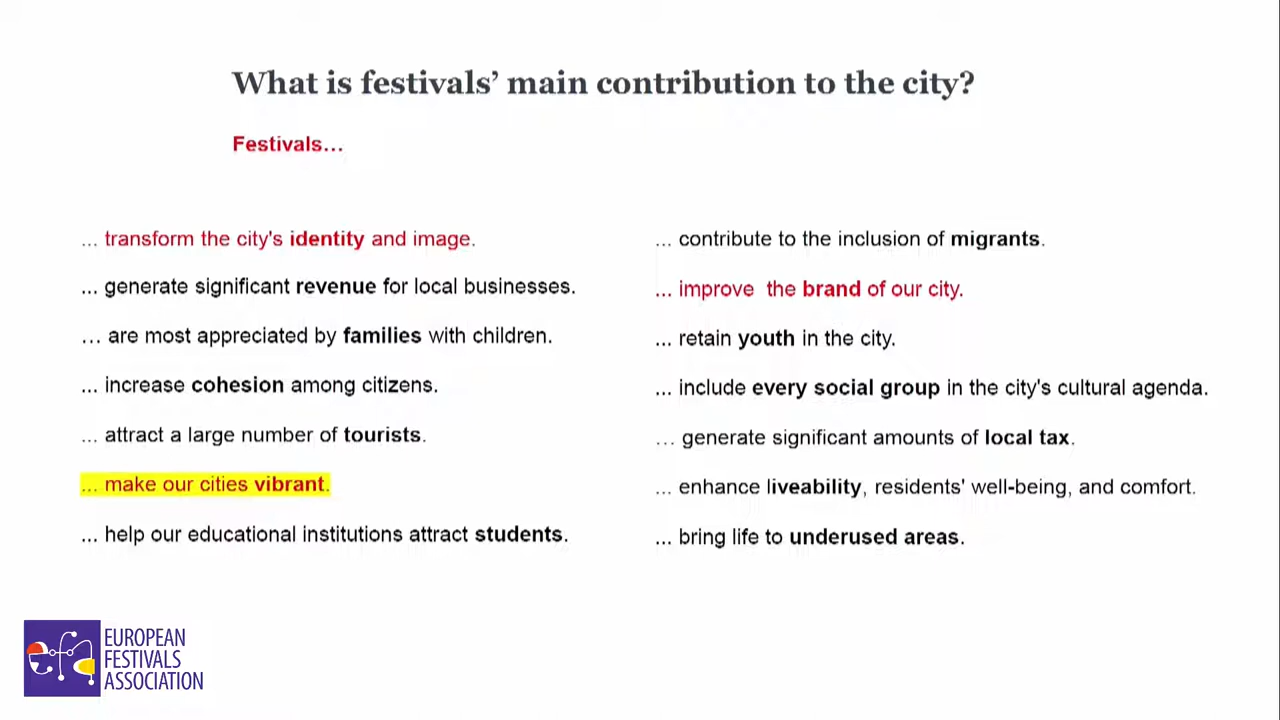 What is festivals’ main contribution to the city?
Festivals…
... transform the city's identity and image.
... generate significant revenue for local businesses.
… are most appreciated by families with children.
... increase cohesion among citizens.
... attract a large number of tourists.
... make our cities vibrant.
... help our educational institutions attract students.
... contribute to the inclusion of migrants.
... improve  the brand of our city.
... retain youth in the city.
... include every social group in the city's cultural agenda.
… generate significant amounts of local tax.
... enhance liveability, residents' well-being, and comfort.
... bring life to underused areas.
EUROPEAN
FESTIVALS
ASSOCIATION